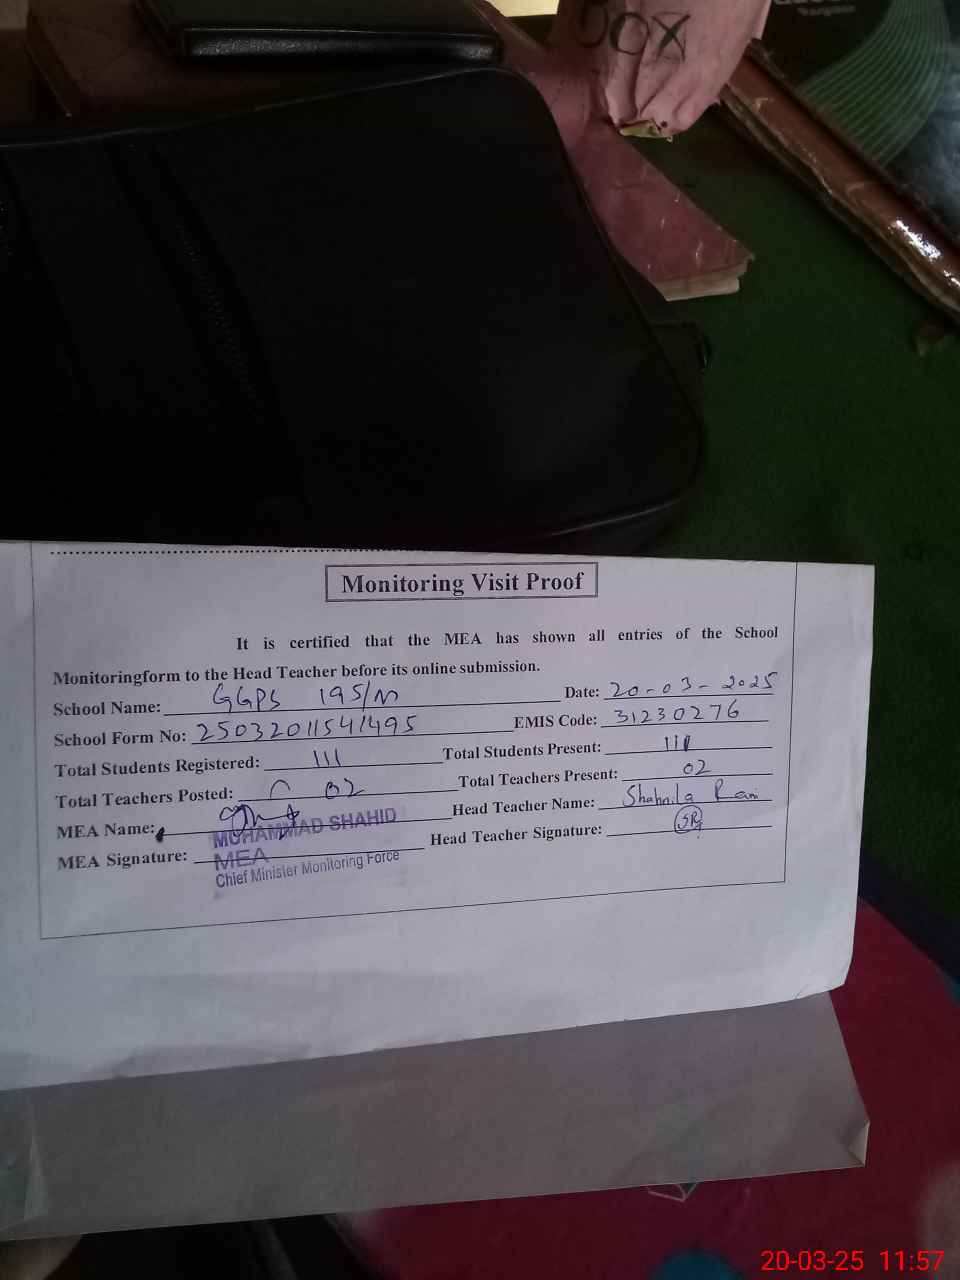 BOX
Monitoring Visit Proof
It is certified that the MEA has shown all entries of the School
Monitoringform to the Head Teacher before its online submission.
School Name: GGPS 195/M Date: 20-03-2025
School Form No: 25032011541495 EMIS Code: 31230276
Total Students Registered: 111 Total Students Present: 111
Total Teachers Posted: 02 Total Teachers Present: 02
MEA Name: Head Teacher Name: Shahnila Rani
MUHAMMAD SHAHID
MEA Signature: Head Teacher Signature: SR
MEA
Chief Minister Monitoring Force
20-03-25 11:57